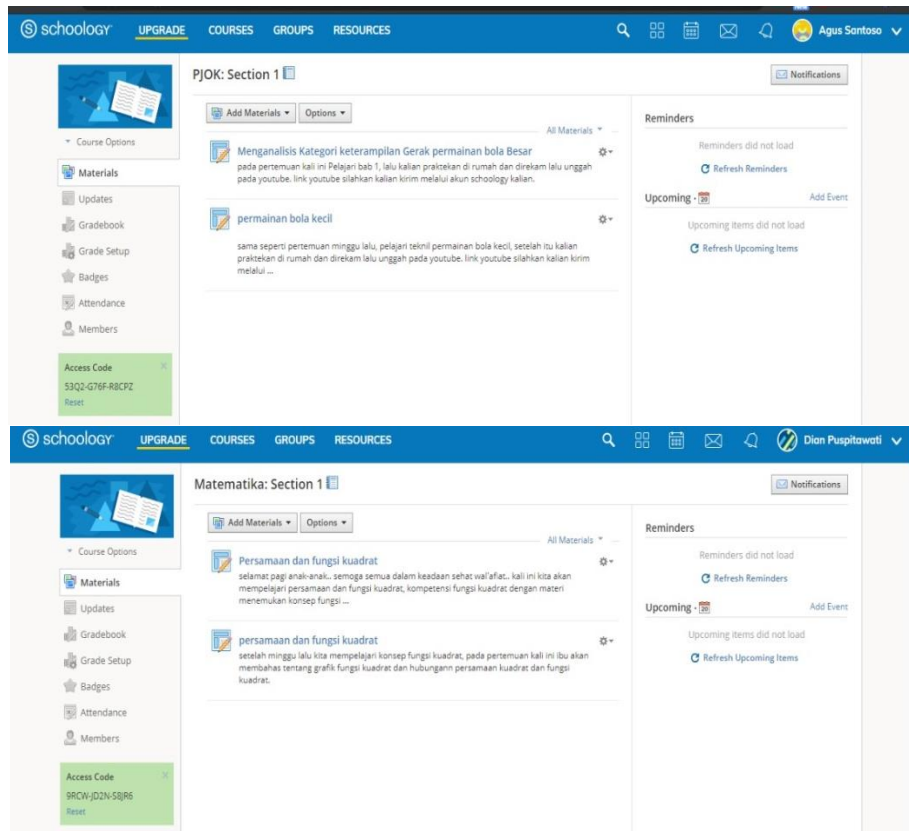 schoology UPGRADE COURSES GROUPS RESOURCES Agus Santoso
PJOK: Section 1
Notifications
Add Materials Options
All Materials
Reminders
Course Options
Menganalisis Kategori keterampilan Gerak permainan bola Besar
pada pertemuan kali ini Pelajari bab 1, lalu kalian praktekan di rumah dan direkam lalu unggah
pada youtube. link youtube silahkan kalian kirim melalui akun schoology kalian.
Reminders did not load
Refresh Reminders
Materials
Updates
Gradebook
Grade Setup
Badges
Attendance
Members
Upcoming · 20 Add Event
Upcoming items did not load
Refresh Upcoming Items
permainan bola kecil
sama seperti pertemuan minggu lalu, pelajari teknil permainan bola kecil, setelah itu kalian
praktekan di rumah dan direkam lalu unggah pada youtube. link youtube silahkan kalian kirim
melalui ...
Access Code
53Q2-G76F-R8CPZ
Reset
schoology UPGRADE COURSES GROUPS RESOURCES Dian Puspitawati
Matematika: Section 1
Notifications
Add Materials Options
All Materials
Reminders
Course Options
Persamaan dan fungsi kuadrat
selamat pagi anak-anak.. semoga semua dalam keadaan sehat wal'afiat.. kali ini kita akan
mempelajari persamaan dan fungsi kuadrat, kompetensi fungsi kuadrat dengan materi
menemukan konsep fungsi ...
Reminders did not load
Refresh Reminders
Materials
Updates
Gradebook
Grade Setup
Badges
Attendance
Members
Upcoming · 20 Add Event
Upcoming items did not load
Refresh Upcoming Items
persamaan dan fungsi kuadrat
setelah minggu lalu kita mempelajari konsep fungsi kuadrat, pada pertemuan kali ini ibu akan
membahas tentang grafik fungsi kuadrat dan hubungann persamaan kuadrat dan fungsi
kuadrat.
Access Code
9RCW-JD2N-S8JR6
Reset